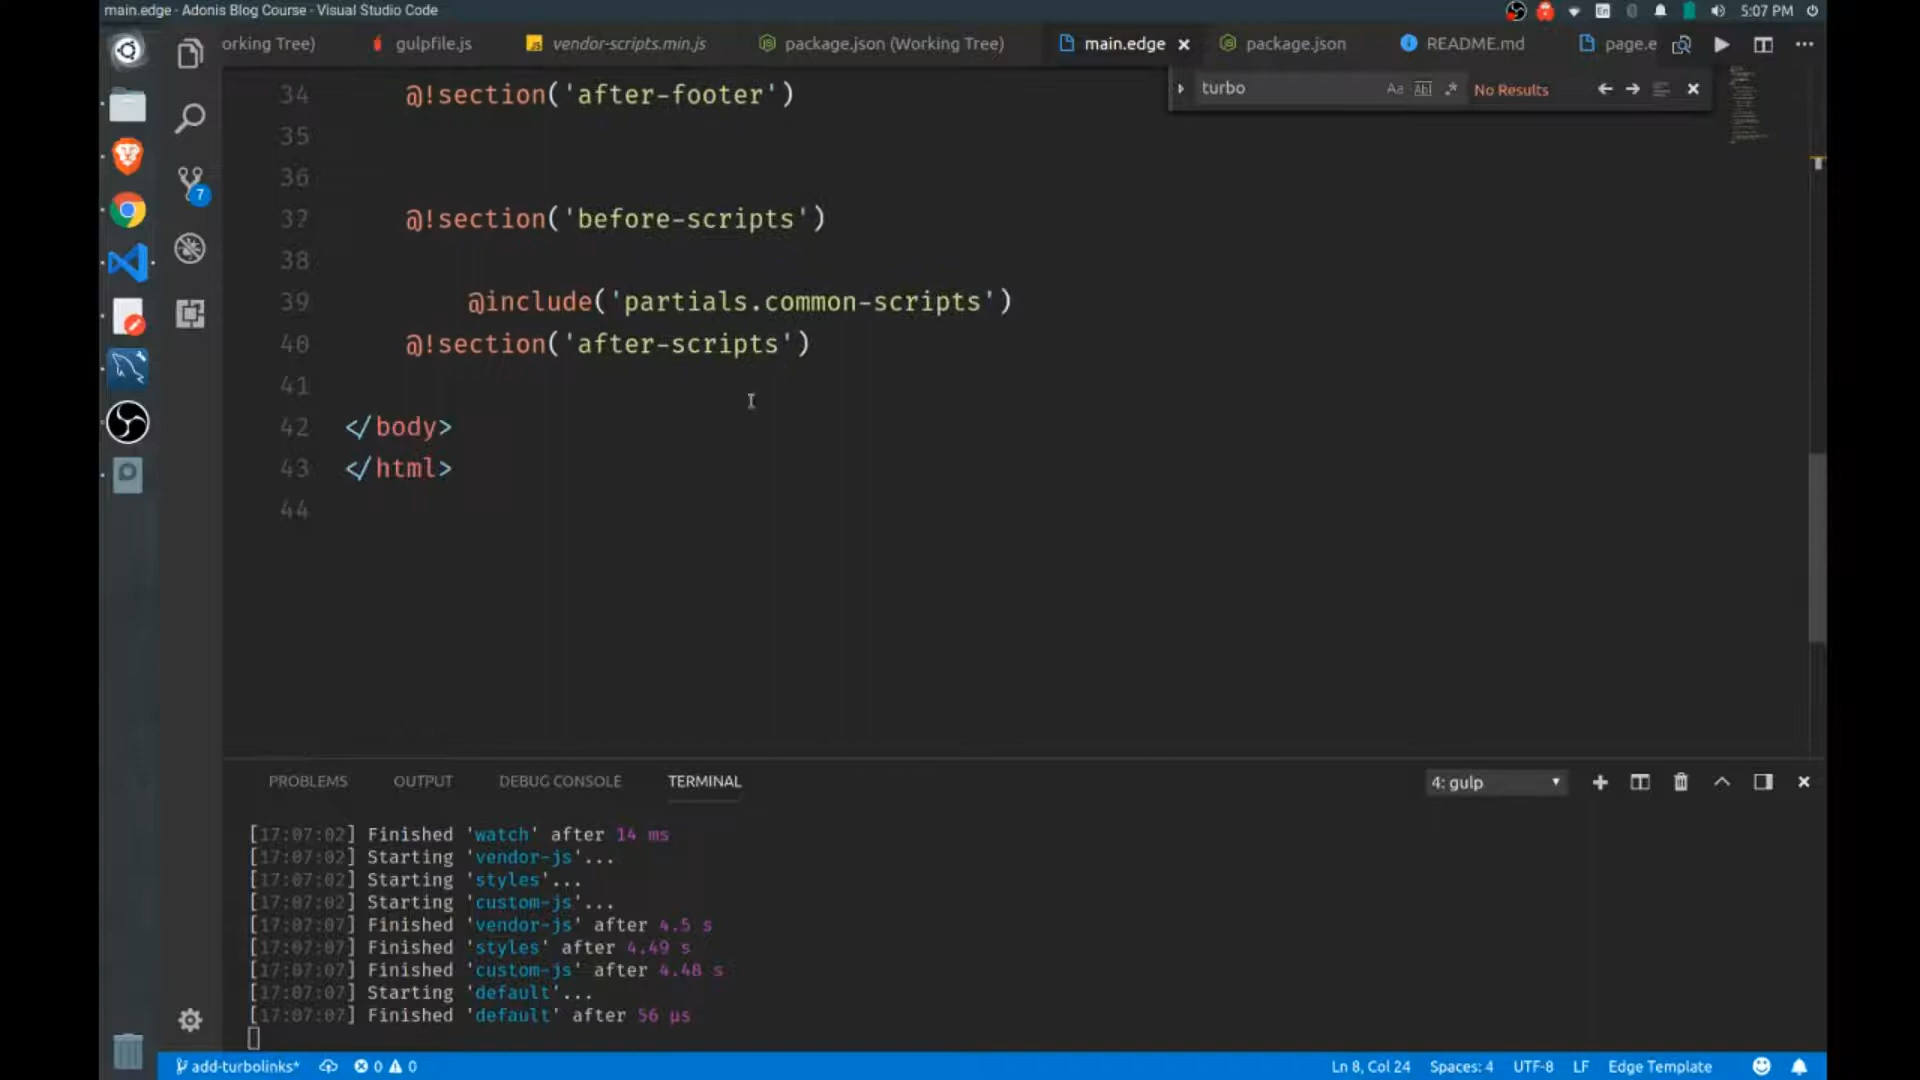 main.edge - Adonis Blog Course - Visual Studio Code
En
5:07 PM
orking Tree)
gulpfile.js
JS vendor-scripts.min.js
package.json (Working Tree)
main.edge
package.json
README.md
page.e
turbo
Aa Abl .* No Results
34 @!section('after-footer')
35
36
37 @!section('before-scripts')
38
39 @include('partials.common-scripts')
40 @!section('after-scripts')
41
42 </body>
43 </html>
44
7
PROBLEMS OUTPUT DEBUG CONSOLE TERMINAL
4: gulp
[17:07:02] Finished 'watch' after 14 ms
[17:07:02] Starting 'vendor-js'...
[17:07:02] Starting 'styles'...
[17:07:02] Starting 'custom-js'...
[17:07:07] Finished 'vendor-js' after 4.5 s
[17:07:07] Finished 'styles' after 4.49 s
[17:07:07] Finished 'custom-js' after 4.48 s
[17:07:07] Starting 'default'...
[17:07:07] Finished 'default' after 56 μs
add-turbolinks* 0 0
Ln 8, Col 24 Spaces: 4 UTF-8 LF Edge Template